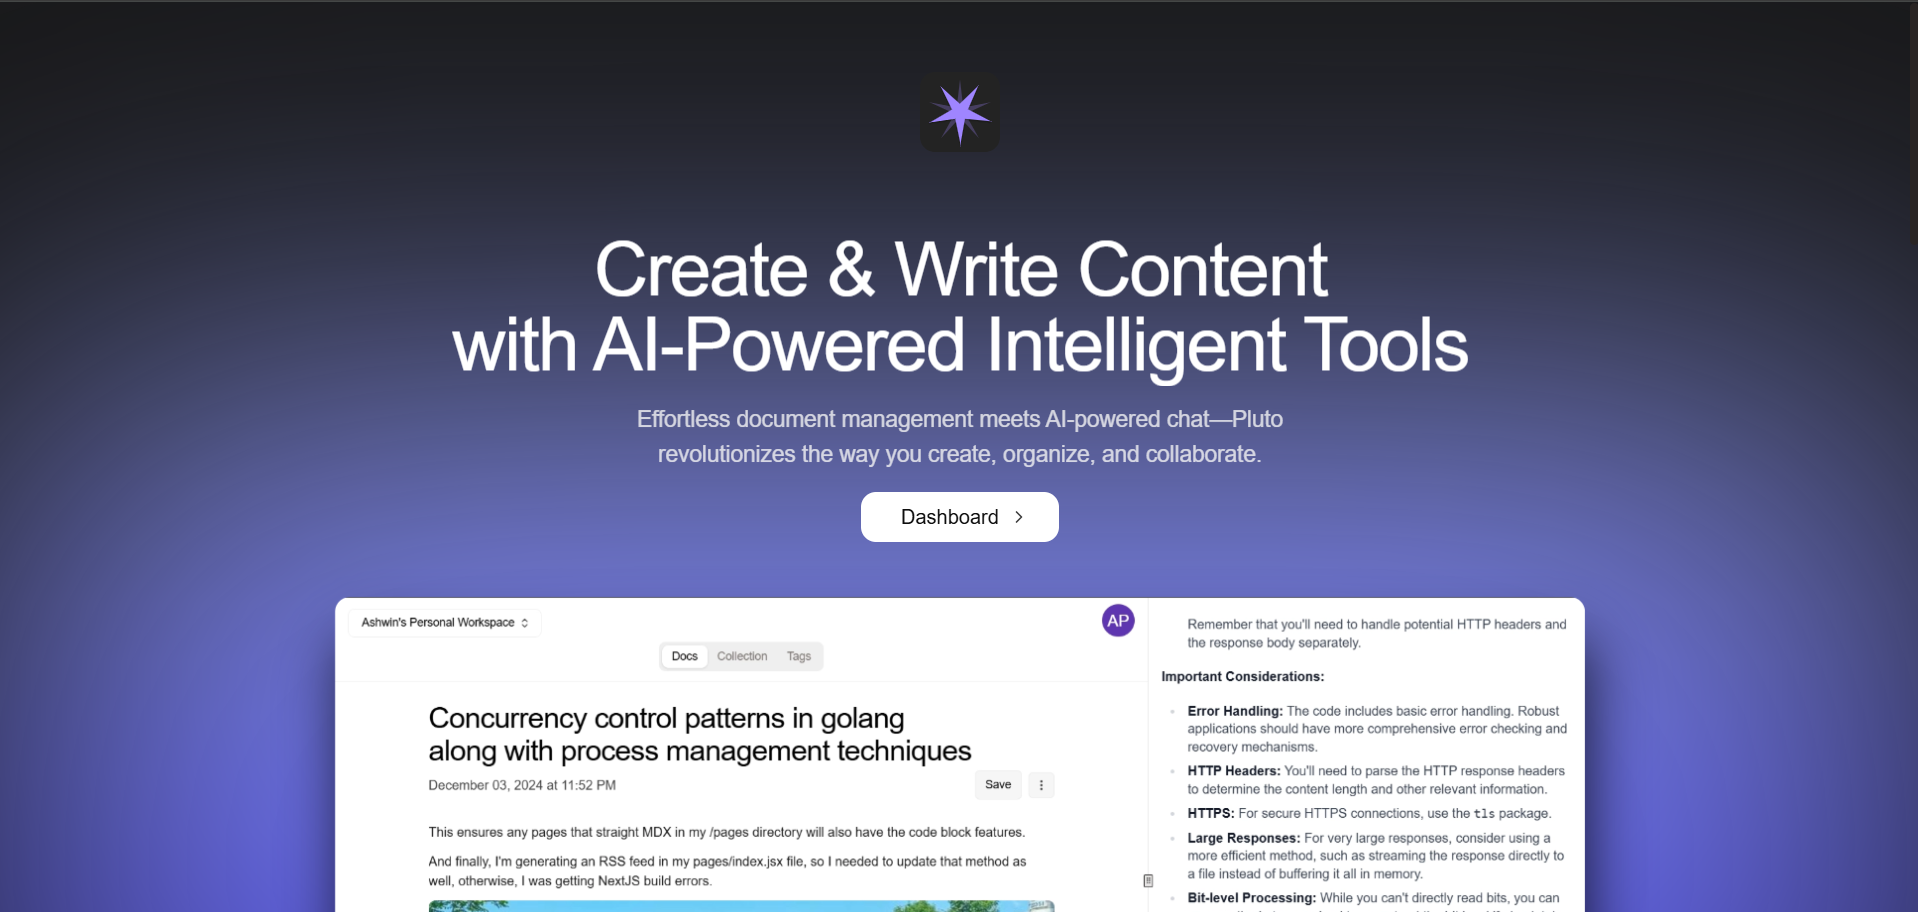 Create & Write Content
with AI-Powered Intelligent Tools
Effortless document management meets AI-powered chat—Pluto
revolutionizes the way you create, organize, and collaborate.
Dashboard
Ashwin's Personal Workspace
AP
Docs Collection Tags
Concurrency control patterns in golang
along with process management techniques
December 03, 2024 at 11:52 PM
Save
This ensures any pages that straight MDX in my /pages directory will also have the code block features.
And finally, I'm generating an RSS feed in my pages/index.jsx file, so I needed to update that method as
well, otherwise, I was getting NextJS build errors.
Remember that you'll need to handle potential HTTP headers and
the response body separately.
Important Considerations:
Error Handling: The code includes basic error handling. Robust
applications should have more comprehensive error checking and
recovery mechanisms.
HTTP Headers: You'll need to parse the HTTP response headers
to determine the content length and other relevant information.
HTTPS: For secure HTTPS connections, use the tls package.
Large Responses: For very large responses, consider using a
more efficient method, such as streaming the response directly to
a file instead of buffering it all in memory.
Bit-level Processing: While you can't directly read bits, you can